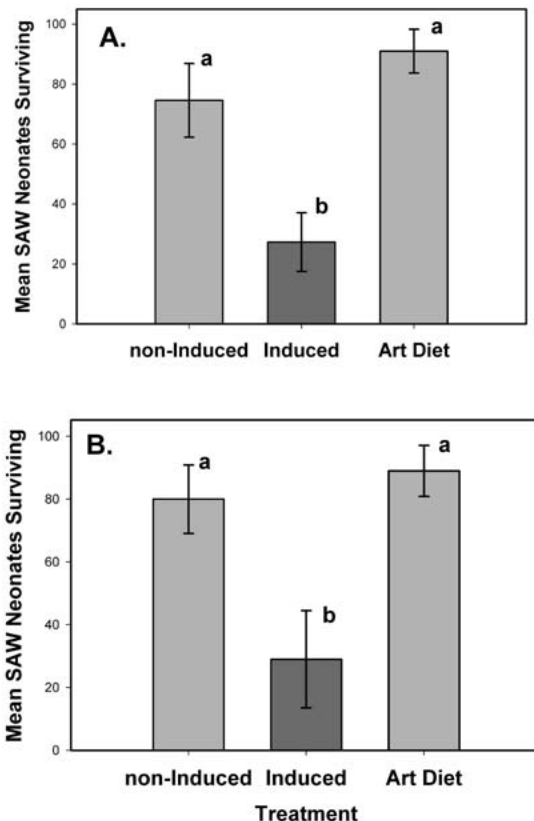 A.
Mean SAW Neonates Surviving
100
80
60
40
20
0
a
b
a
non-Induced Induced Art Diet
B.
Mean SAW Neonates Surviving
100
80
60
40
20
0
a
b
a
non-Induced Induced Art Diet
Treatment